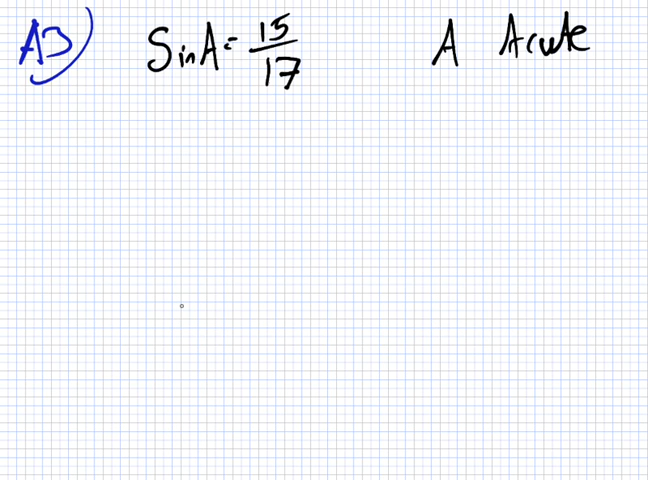 A3) SinA = 15/17 A Acute